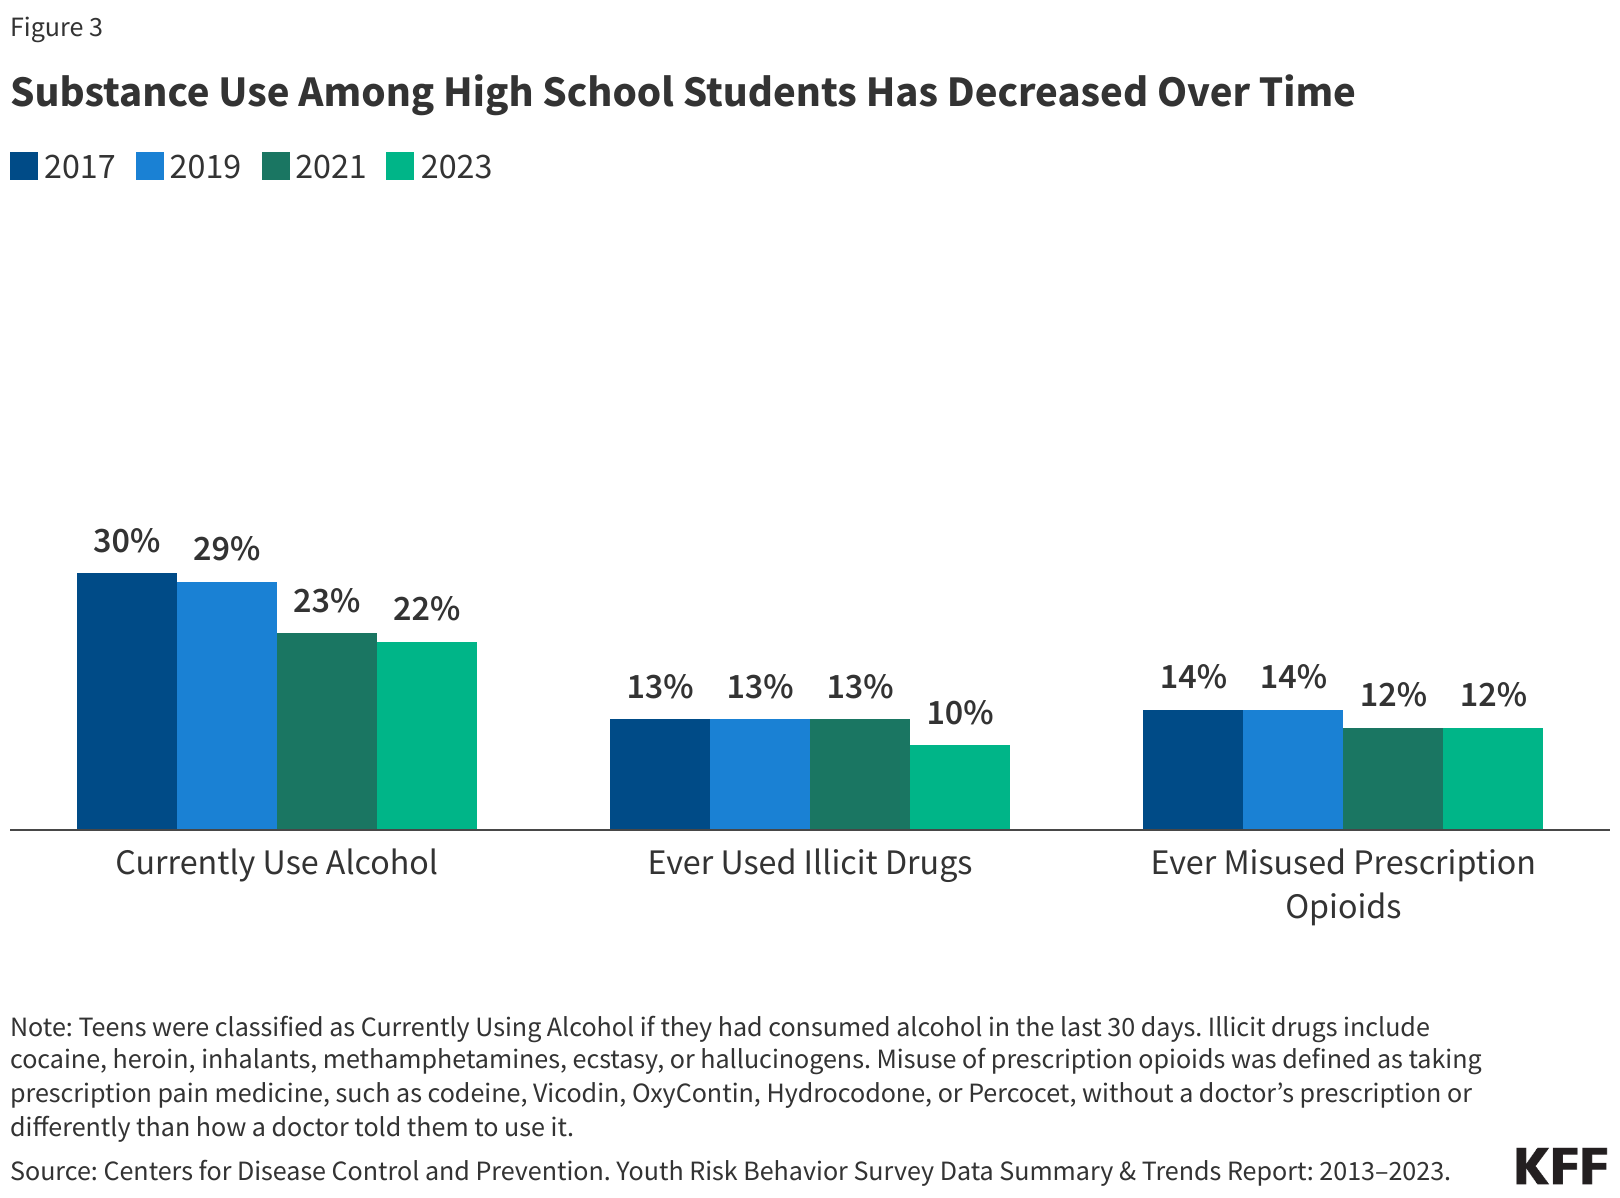 Figure 3
Substance Use Among High School Students Has Decreased Over Time
2017 2019 2021 2023
30% 29% 23% 22%
13% 13% 13% 10%
14% 14% 12% 12%
Currently Use Alcohol
Ever Used Illicit Drugs
Ever Misused Prescription
Opioids
Note: Teens were classified as Currently Using Alcohol if they had consumed alcohol in the last 30 days. Illicit drugs include
cocaine, heroin, inhalants, methamphetamines, ecstasy, or hallucinogens. Misuse of prescription opioids was defined as taking
prescription pain medicine, such as codeine, Vicodin, OxyContin, Hydrocodone, or Percocet, without a doctor’s prescription or
differently than how a doctor told them to use it.
Source: Centers for Disease Control and Prevention. Youth Risk Behavior Survey Data Summary & Trends Report: 2013–2023.
KFF